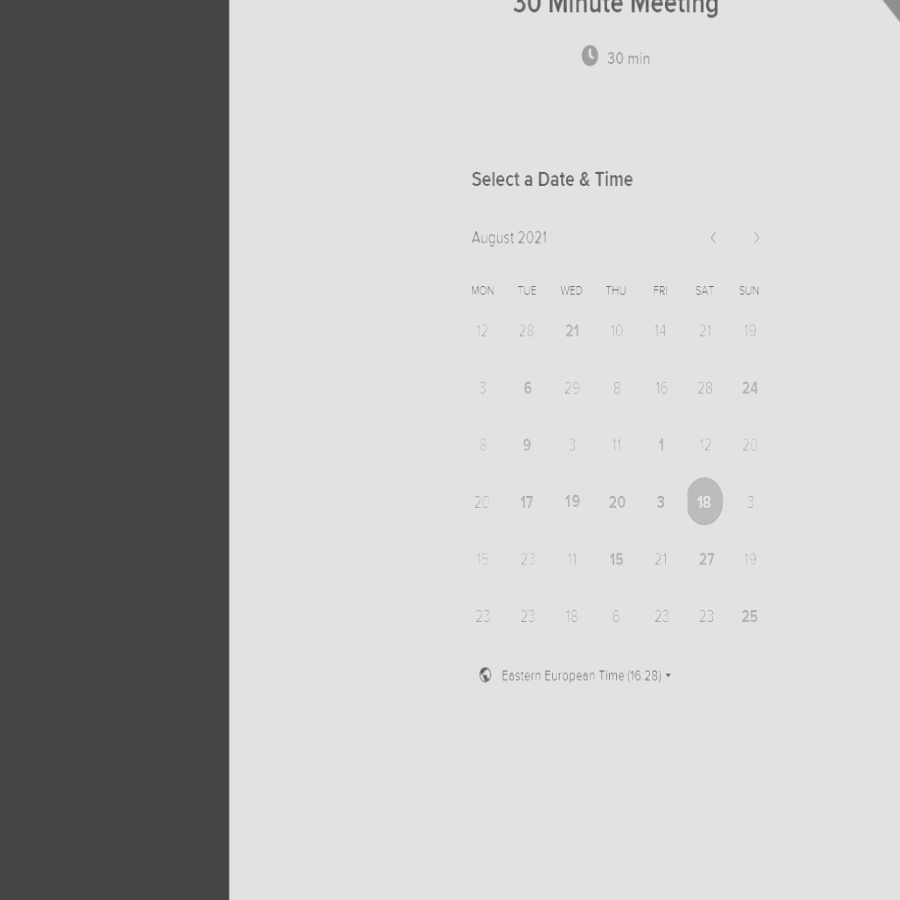 30 Minute Meeting
30 min
Select a Date & Time
August 2021
MON TUE WED THU FRI SAT SUN
12 28 21 10 14 21 19
3 6 29 8 16 28 24
8 9 3 11 1 12 20
20 17 19 20 3 18 3
15 23 11 15 21 27 19
23 23 18 6 23 23 25
Eastern European Time (16:28)